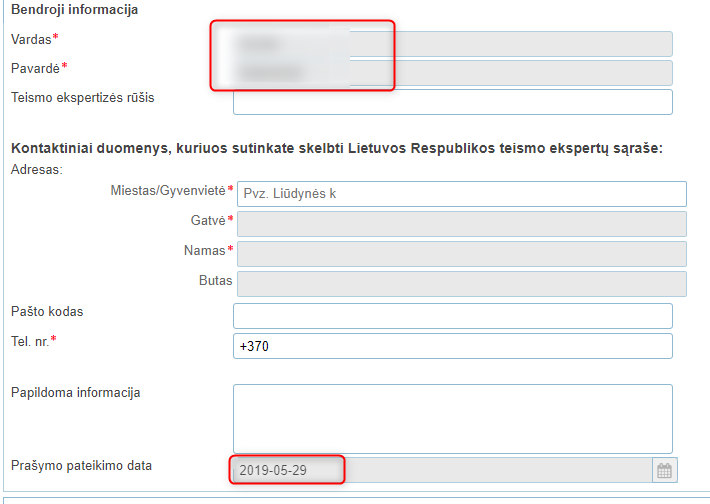 Bendroji informacija
Vardas*
Pavardė*
Teismo ekspertizės rūšis
Kontaktiniai duomenys, kuriuos sutinkate skelbti Lietuvos Respublikos teismo ekspertų sąraše:
Adresas:
Miestas/Gyvenvietė* Pvz. Liūdynės k
Gatvė*
Namas*
Butas
Pašto kodas
Tel. nr.* +370
Papildoma informacija
Prašymo pateikimo data 2019-05-29